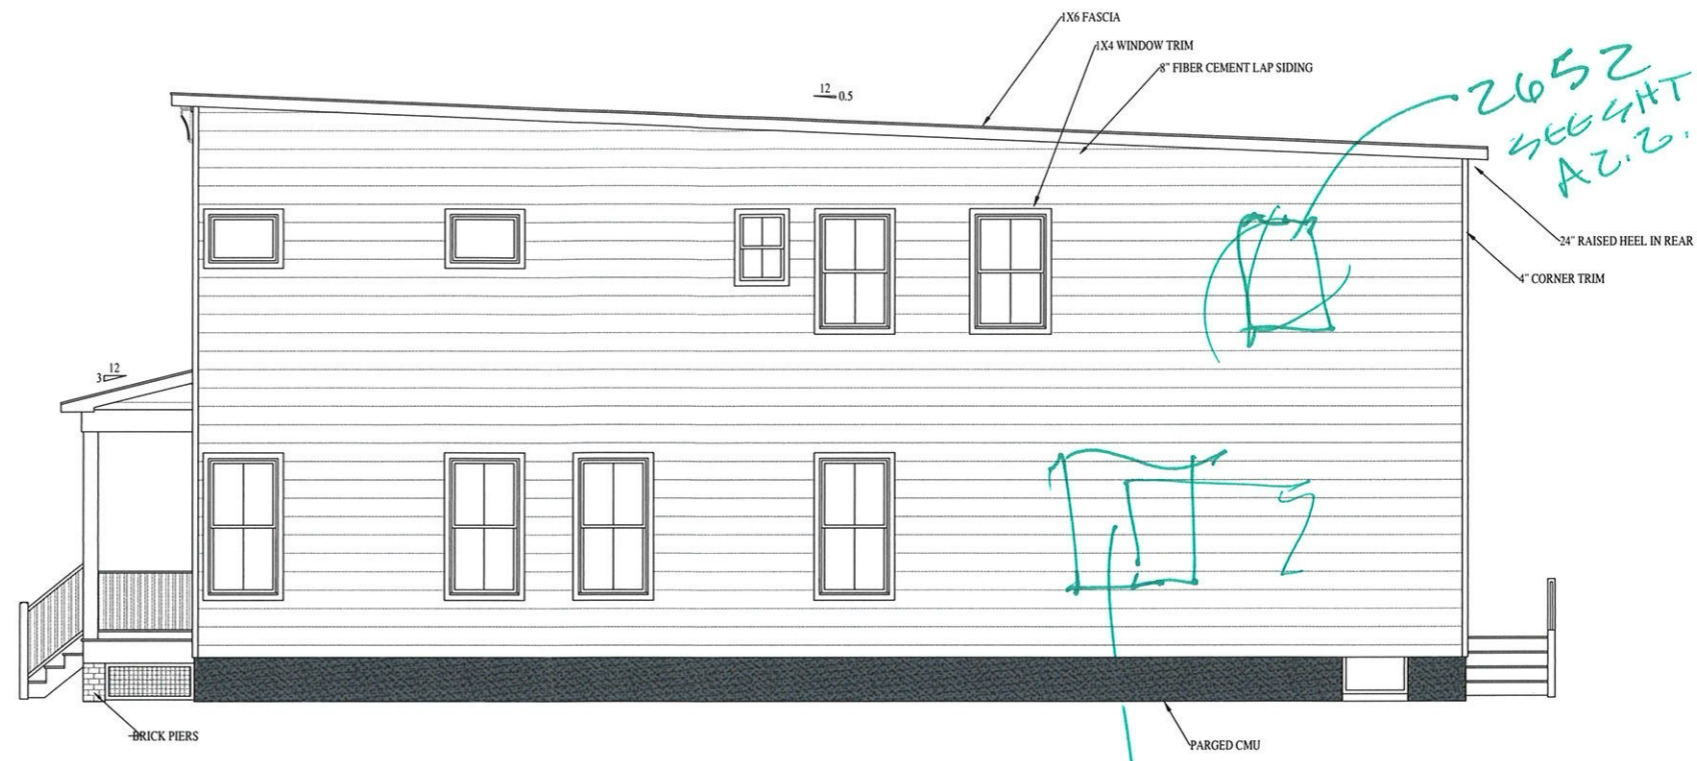 1X6 FASCIA
1X4 WINDOW TRIM
8" FIBER CEMENT LAP SIDING
12
0.5
2652
SEE SHT
A2.2.
24" RAISED HEEL IN REAR
4" CORNER TRIM
12
3
BRICK PIERS
PARGED CMU